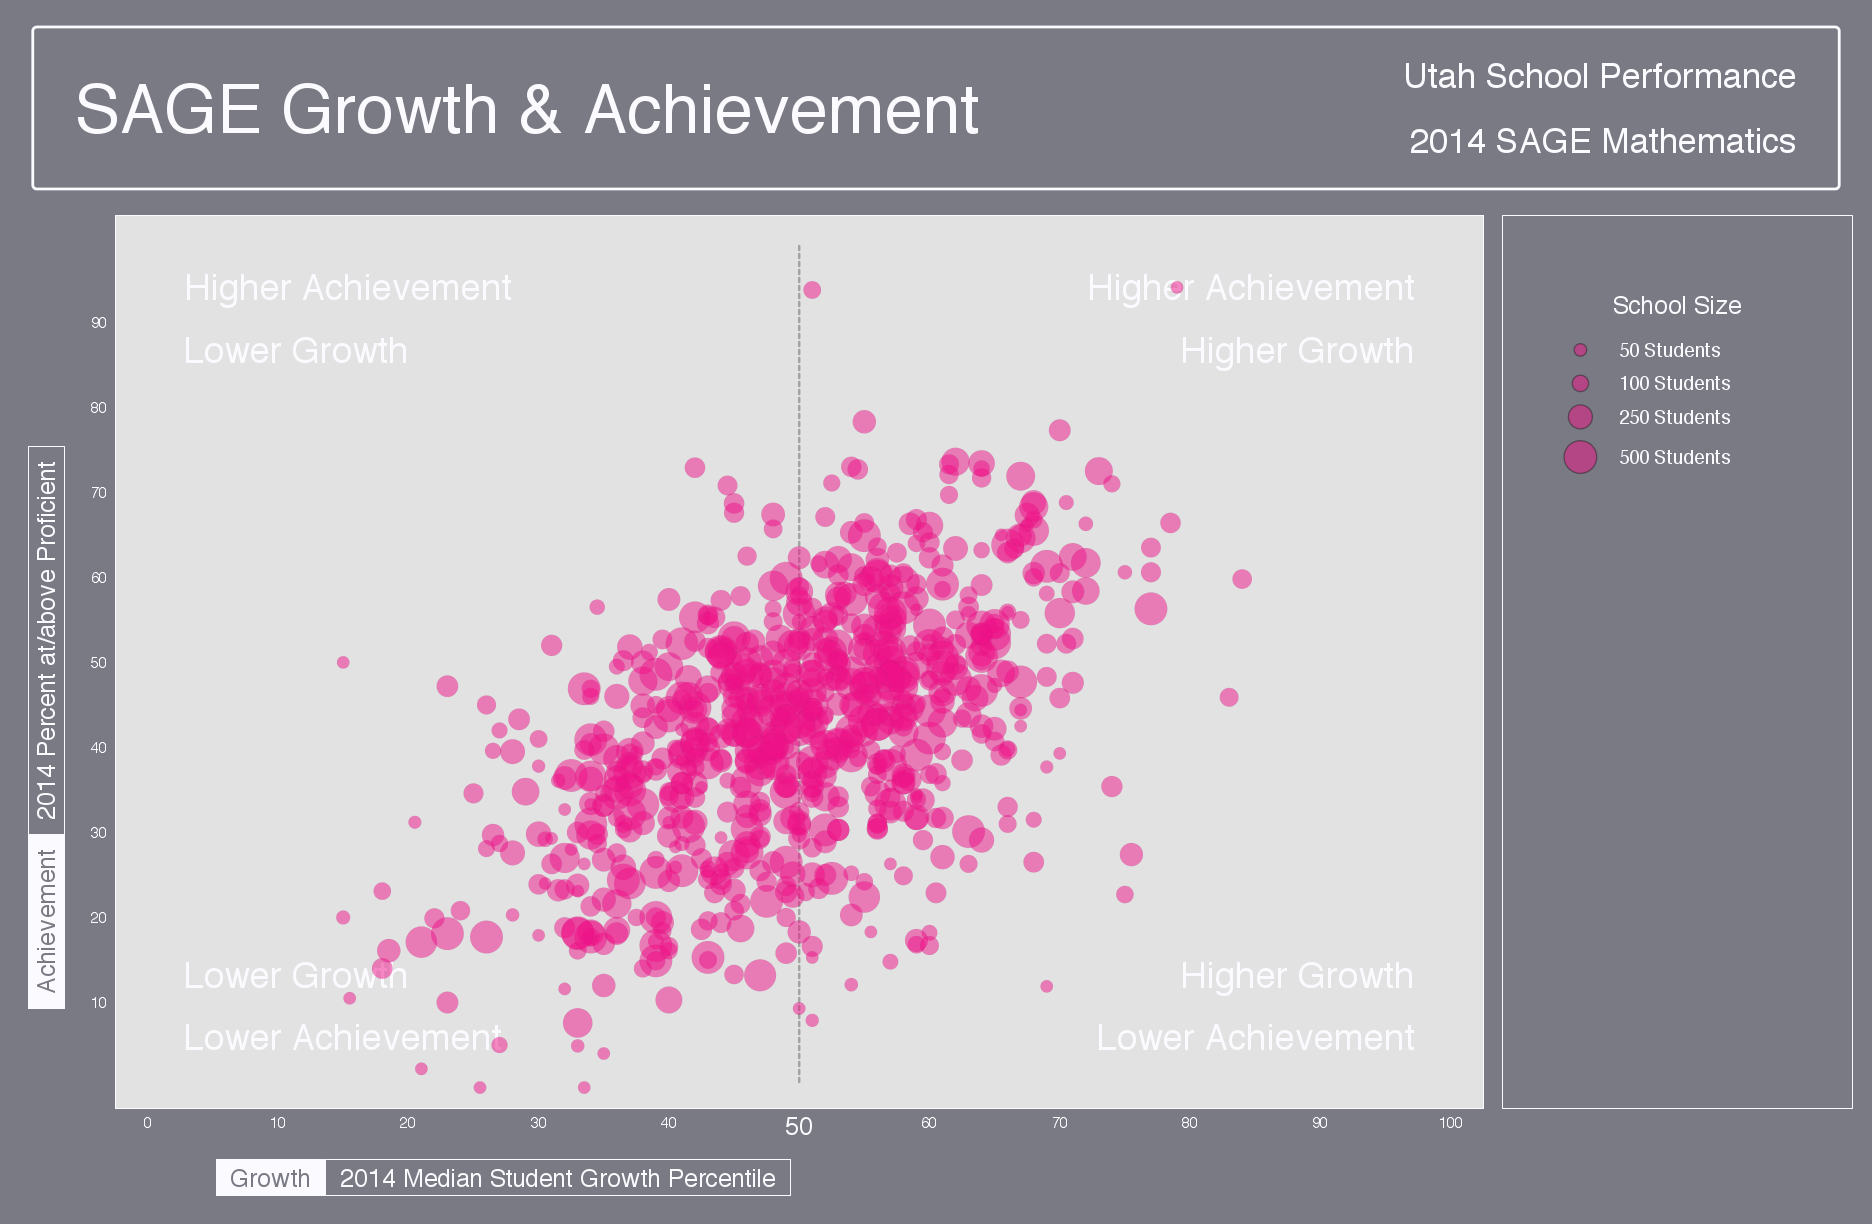 SAGE Growth & Achievement
Utah School Performance
2014 SAGE Mathematics
Higher Achievement
Lower Growth
Higher Achievement
Higher Growth
Lower Growth
Lower Achievement
Higher Growth
Lower Achievement
90
80
70
60
50
40
30
20
10
Achievement 2014 Percent at/above Proficient
0 10 20 30 40 50 60 70 80 90 100
Growth 2014 Median Student Growth Percentile
School Size
50 Students
100 Students
250 Students
500 Students